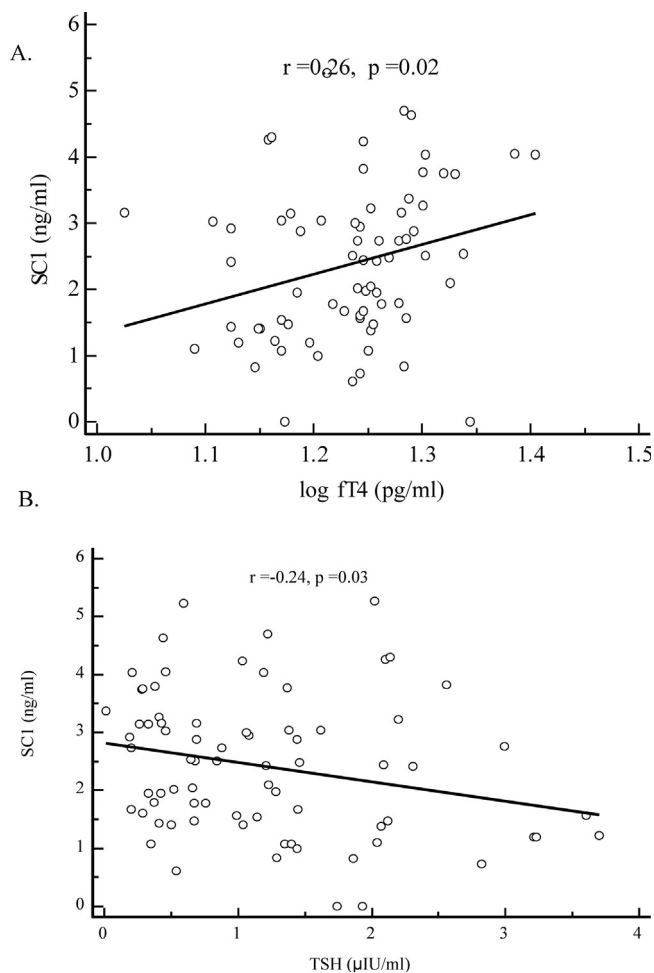 A.
r =0.26, p =0.02
6
5
4
3
2
1
0
SC1 (ng/ml)
1.0 1.1 1.2 1.3 1.4 1.5
log fT4 (pg/ml)
B.
r =-0.24, p =0.03
6
5
4
3
2
1
0
SC1 (ng/ml)
0 1 2 3 4
TSH (μIU/ml)